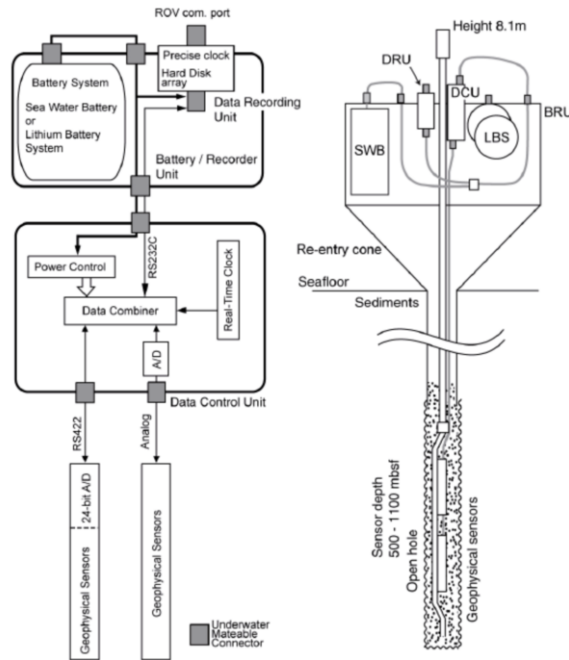 ROV com. port
Precise clock
Hard Disk
array
Battery System
Sea Water Battery
or
Lithium Battery
System
Data Recording
Unit
Battery / Recorder
Unit
RS232C
Power Control
Data Combiner
Real-Time Clock
A/D
Data Control Unit
RS422
Analog
24-bit A/D
Geophysical Sensors
Geophysical Sensors
Underwater
Mateable
Connector
Height 8.1m
DRU
DCU
BRU
SWB
LBS
Re-entry cone
Seafloor
Sediments
Sensor depth
500 - 1100 mbsf
Open hole
Geophysical sensors